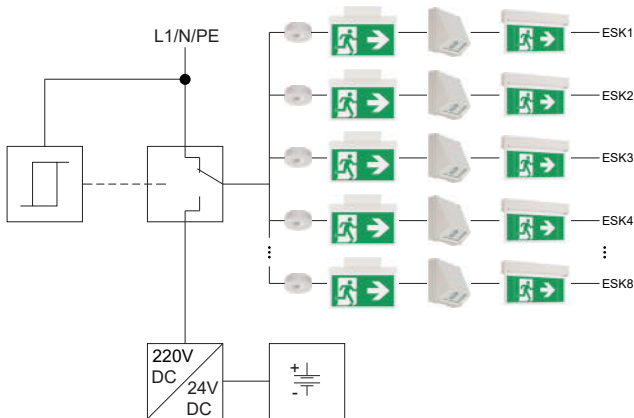 L1/N/PE
ESK1
ESK2
ESK3
ESK4
ESK8
220V
DC
24V
DC
+
-